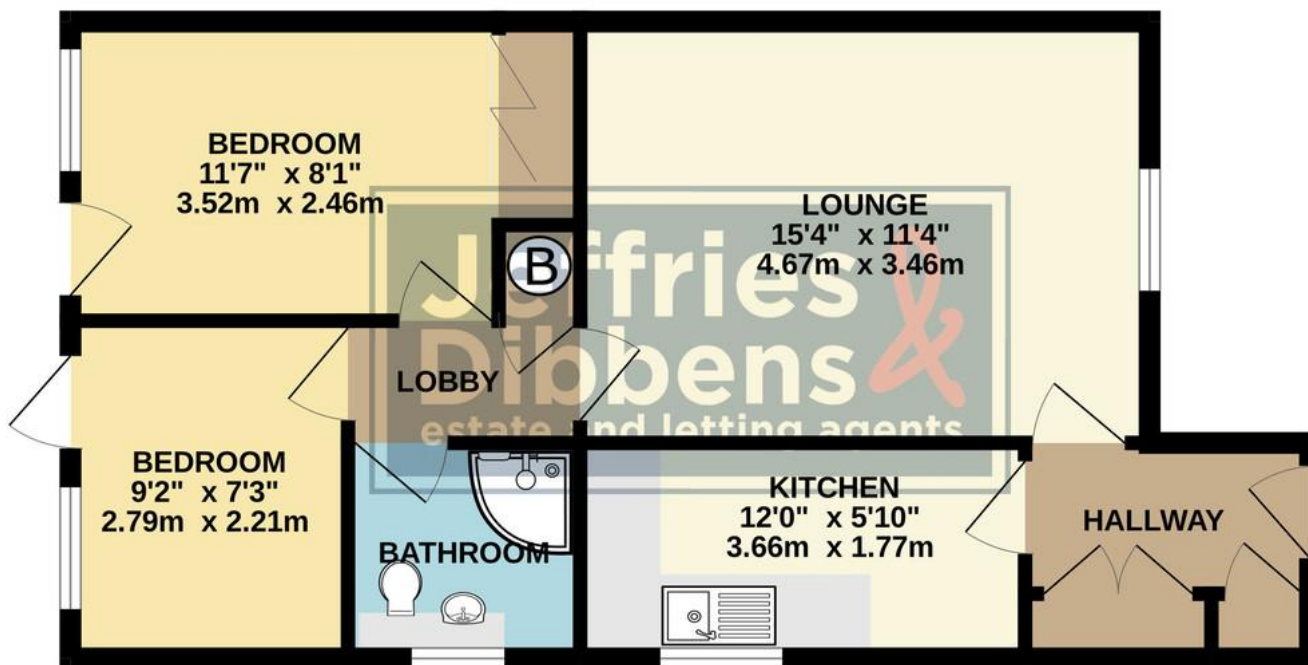 BEDROOM
11'7" x 8'1"
3.52m x 2.46m
LOUNGE
15'4" x 11'4"
4.67m x 3.46m
B
Jeffries &
Dibbens
estate and letting agents
LOBBY
BEDROOM
9'2" x 7'3"
2.79m x 2.21m
BATHROOM
KITCHEN
12'0" x 5'10"
3.66m x 1.77m
HALLWAY